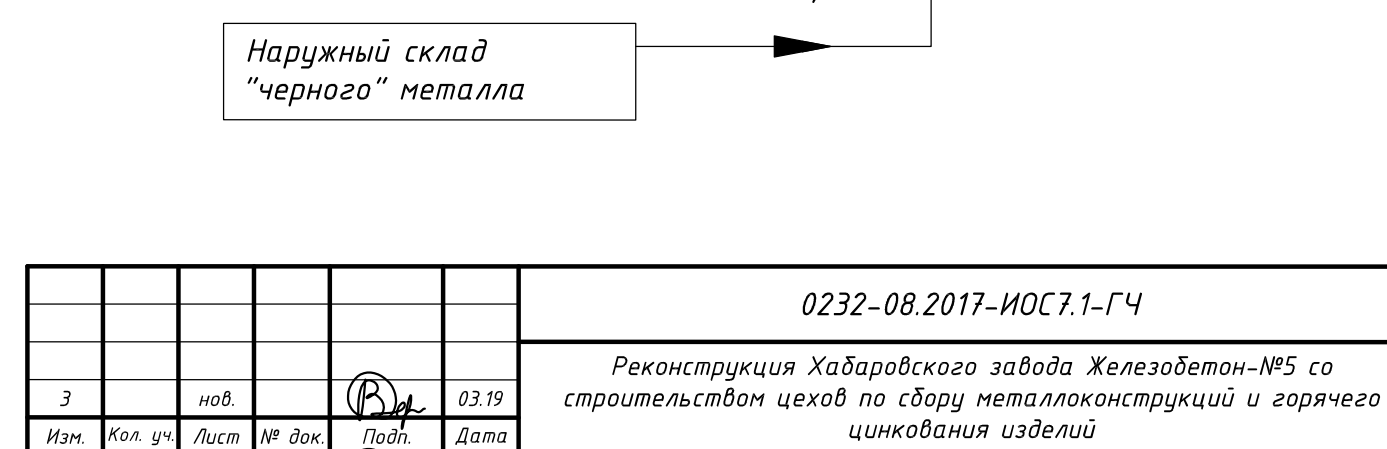 Наружный склад
"черного" металла
0232-08.2017-ИОС7.1-ГЧ
Реконструкция Хабаровского завода Железобетон-№5 со
строительством цехов по сбору металлоконструкций и горячего
цинкования изделий
3 нов. 03.19
Изм. Кол. уч. Лист № док. Подп. Дата